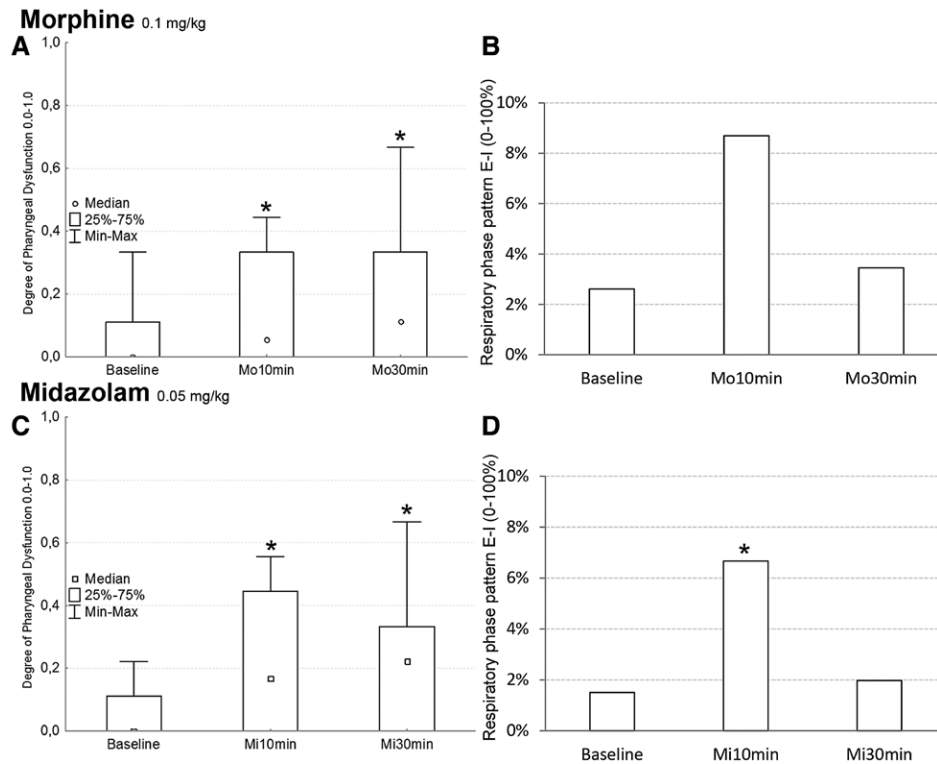 Morphine 0.1 mg/kg
A
Degree of Pharyngeal Dysfunction 0.0-1.0
1,0
0,8
0,6
0,4
0,2
0,0
Median
25%-75%
Min-Max
*
*
Baseline
Mo10min
Mo30min
B
Respiratory phase pattern E-I (0-100%)
10%
8%
6%
4%
2%
0%
Baseline
Mo10min
Mo30min
Midazolam 0.05 mg/kg
C
Degree of Pharyngeal Dysfunction 0.0-1.0
1,0
0,8
0,6
0,4
0,2
0,0
Median
25%-75%
Min-Max
*
*
Baseline
Mi10min
Mi30min
D
Respiratory phase pattern E-I (0-100%)
10%
8%
6%
4%
2%
0%
*
Baseline
Mi10min
Mi30min